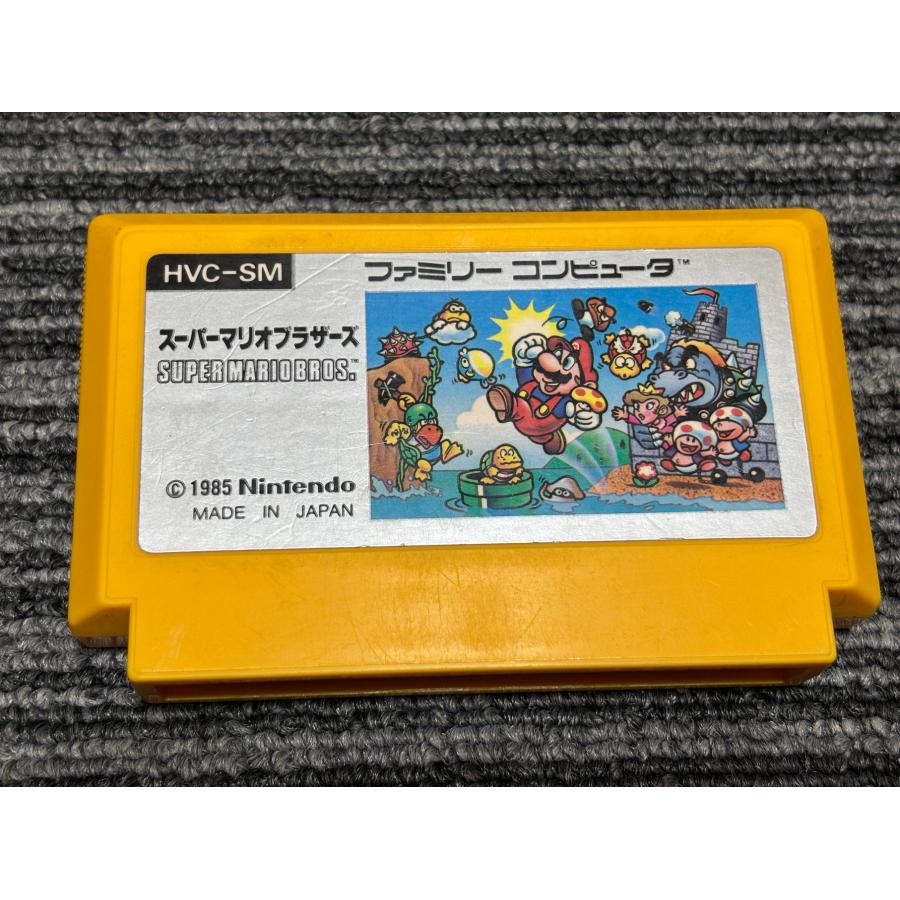 HVC-SM
ファミリー コンピュータ™
スーパーマリオブラザーズ
SUPER MARIO BROS.™
© 1985 Nintendo
MADE IN JAPAN